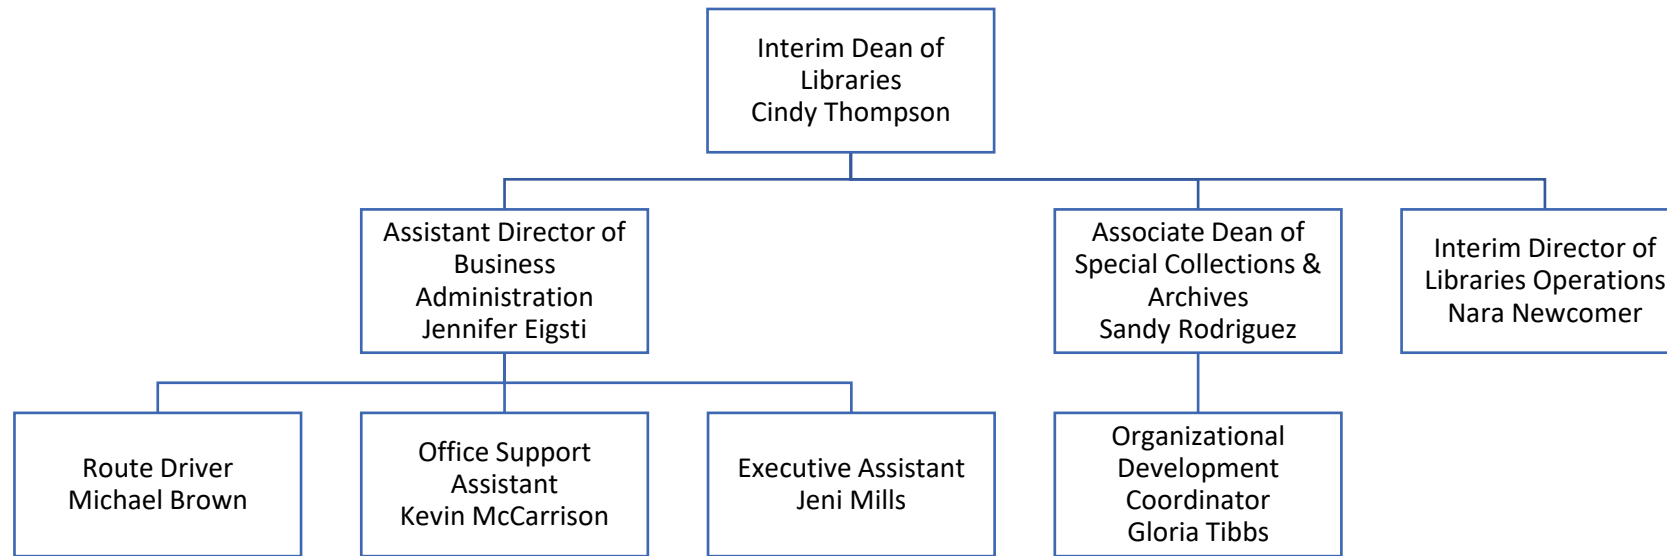 Interim Dean of
Libraries
Cindy Thompson
Assistant Director of
Business
Administration
Jennifer Eigsti
Associate Dean of
Special Collections &
Archives
Sandy Rodriguez
Interim Director of
Libraries Operations
Nara Newcomer
Route Driver
Michael Brown
Office Support
Assistant
Kevin McCarrison
Executive Assistant
Jeni Mills
Organizational
Development
Coordinator
Gloria Tibbs